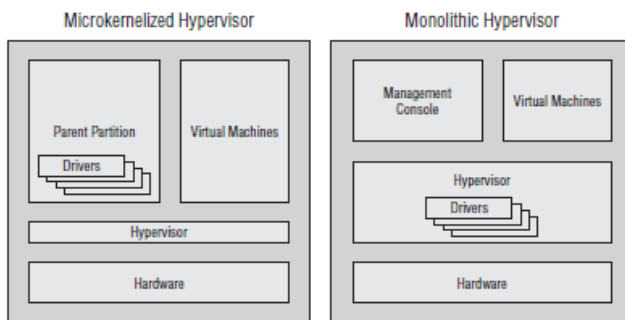 Microkernelized Hypervisor
Parent Partition
Drivers
Virtual Machines
Hypervisor
Hardware
Monolithic Hypervisor
Management
Console
Virtual Machines
Hypervisor
Drivers
Hardware